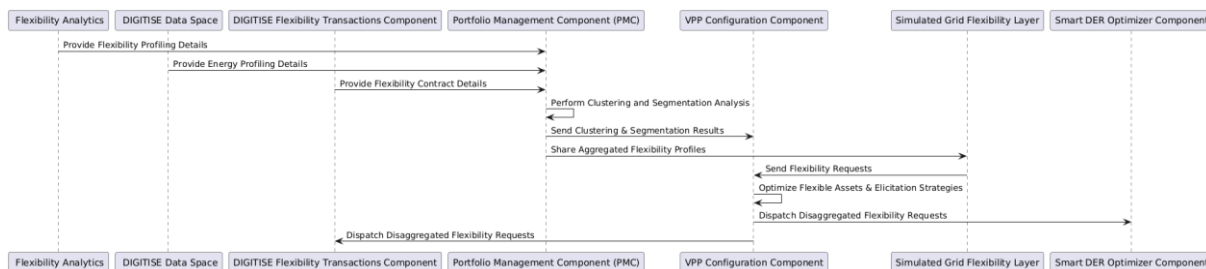 Flexibility Analytics
DIGITISE Data Space
DIGITISE Flexibility Transactions Component
Portfolio Management Component (PMC)
VPP Configuration Component
Simulated Grid Flexibility Layer
Smart DER Optimizer Component
Provide Flexibility Profiling Details
Provide Energy Profiling Details
Provide Flexibility Contract Details
Perform Clustering and Segmentation Analysis
Send Clustering & Segmentation Results
Share Aggregated Flexibility Profiles
Send Flexibility Requests
Optimize Flexible Assets & Elicitation Strategies
Dispatch Disaggregated Flexibility Requests
Dispatch Disaggregated Flexibility Requests
Flexibility Analytics
DIGITISE Data Space
DIGITISE Flexibility Transactions Component
Portfolio Management Component (PMC)
VPP Configuration Component
Simulated Grid Flexibility Layer
Smart DER Optimizer Component